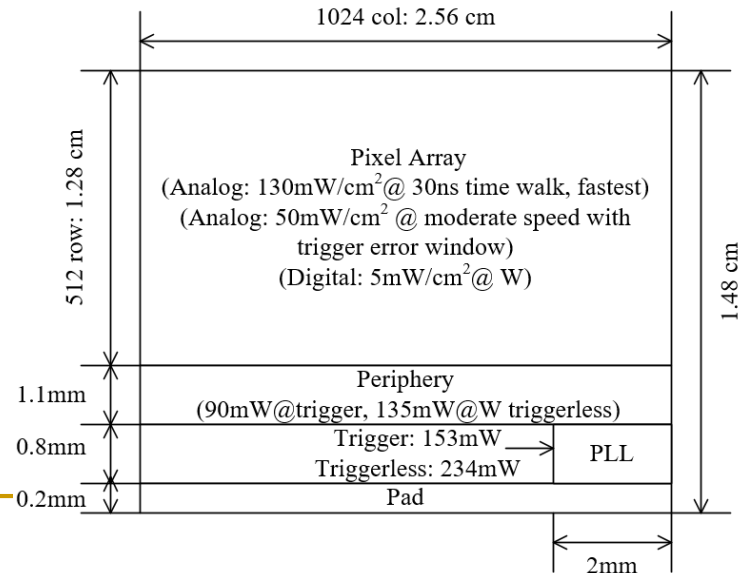 1024 col: 2.56 cm
512 row: 1.28 cm
Pixel Array
(Analog: 130mW/cm²@ 30ns time walk, fastest)
(Analog: 50mW/cm² @ moderate speed with
trigger error window)
(Digital: 5mW/cm²@ W)
1.48 cm
1.1mm
Periphery
(90mW@trigger, 135mW@W triggerless)
0.8mm
Trigger: 153mW
Triggerless: 234mW
PLL
0.2mm
Pad
2mm